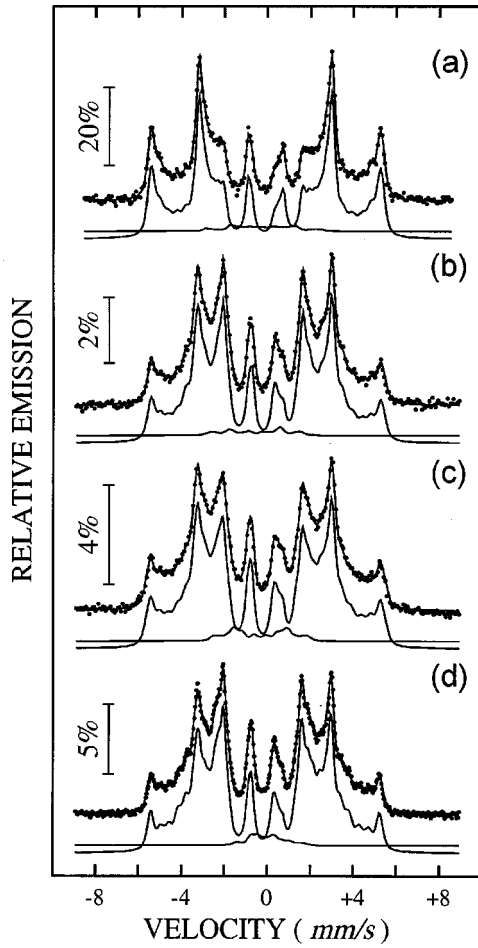 (a)
20%
(b)
2%
(c)
4%
(d)
5%
RELATIVE EMISSION
-8 -4 0 +4 +8
VELOCITY ( mm/s )